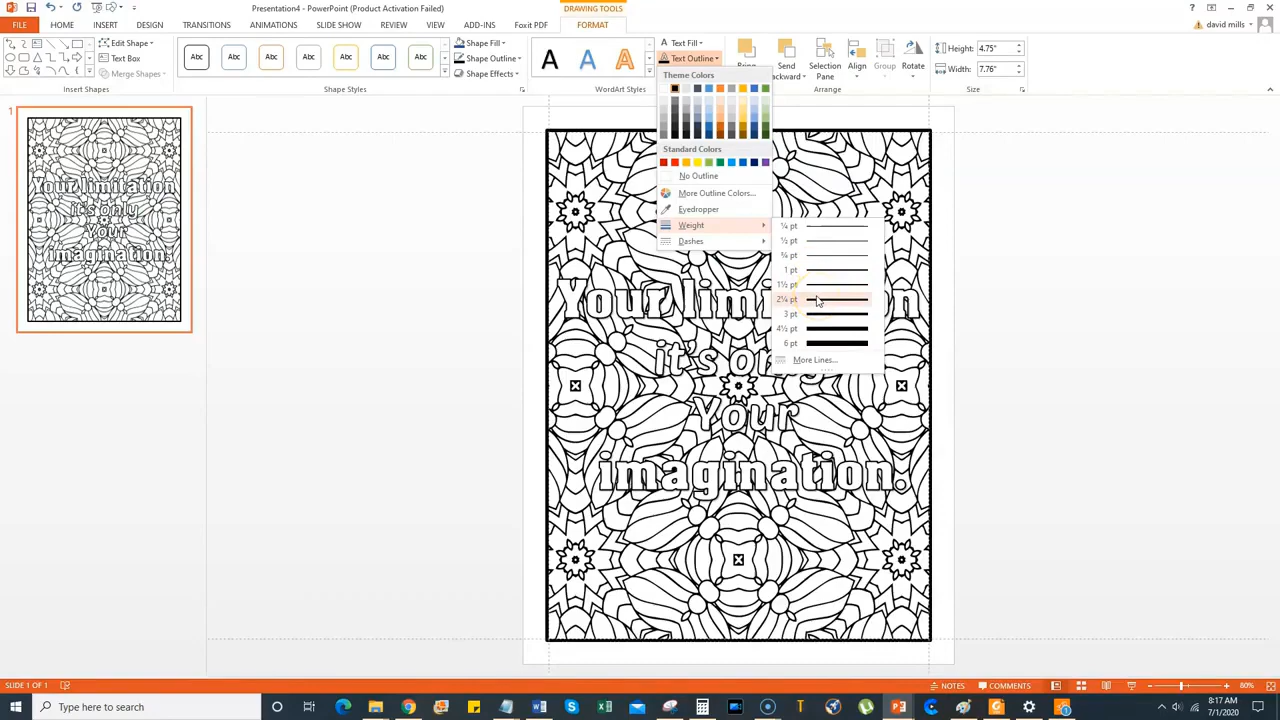 Presentation4 - PowerPoint (Product Activation Failed)
DRAWING TOOLS
FILE HOME INSERT DESIGN TRANSITIONS ANIMATIONS SLIDE SHOW REVIEW VIEW ADD-INS Foxit PDF FORMAT
david mills
Edit Shape
Text Box
Merge Shapes
Insert Shapes
Abc Abc Abc Abc Abc Abc
Shape Styles
Shape Fill
Shape Outline
Shape Effects
A A A
WordArt Styles
Text Fill
Text Outline
Bring
Send
Backward
Selection
Pane
Align
Group
Rotate
Arrange
Height: 4.75"
Width: 7.76"
Size
Theme Colors
Standard Colors
No Outline
More Outline Colors...
Eyedropper
Weight
Dashes
¼ pt
½ pt
¾ pt
1 pt
1½ pt
2¼ pt
3 pt
4½ pt
6 pt
More Lines...
1
Your limitation
it's only
Your
imagination.
SLIDE 1 OF 1
NOTES
COMMENTS
80%
Type here to search
8:17 AM
7/1/2020